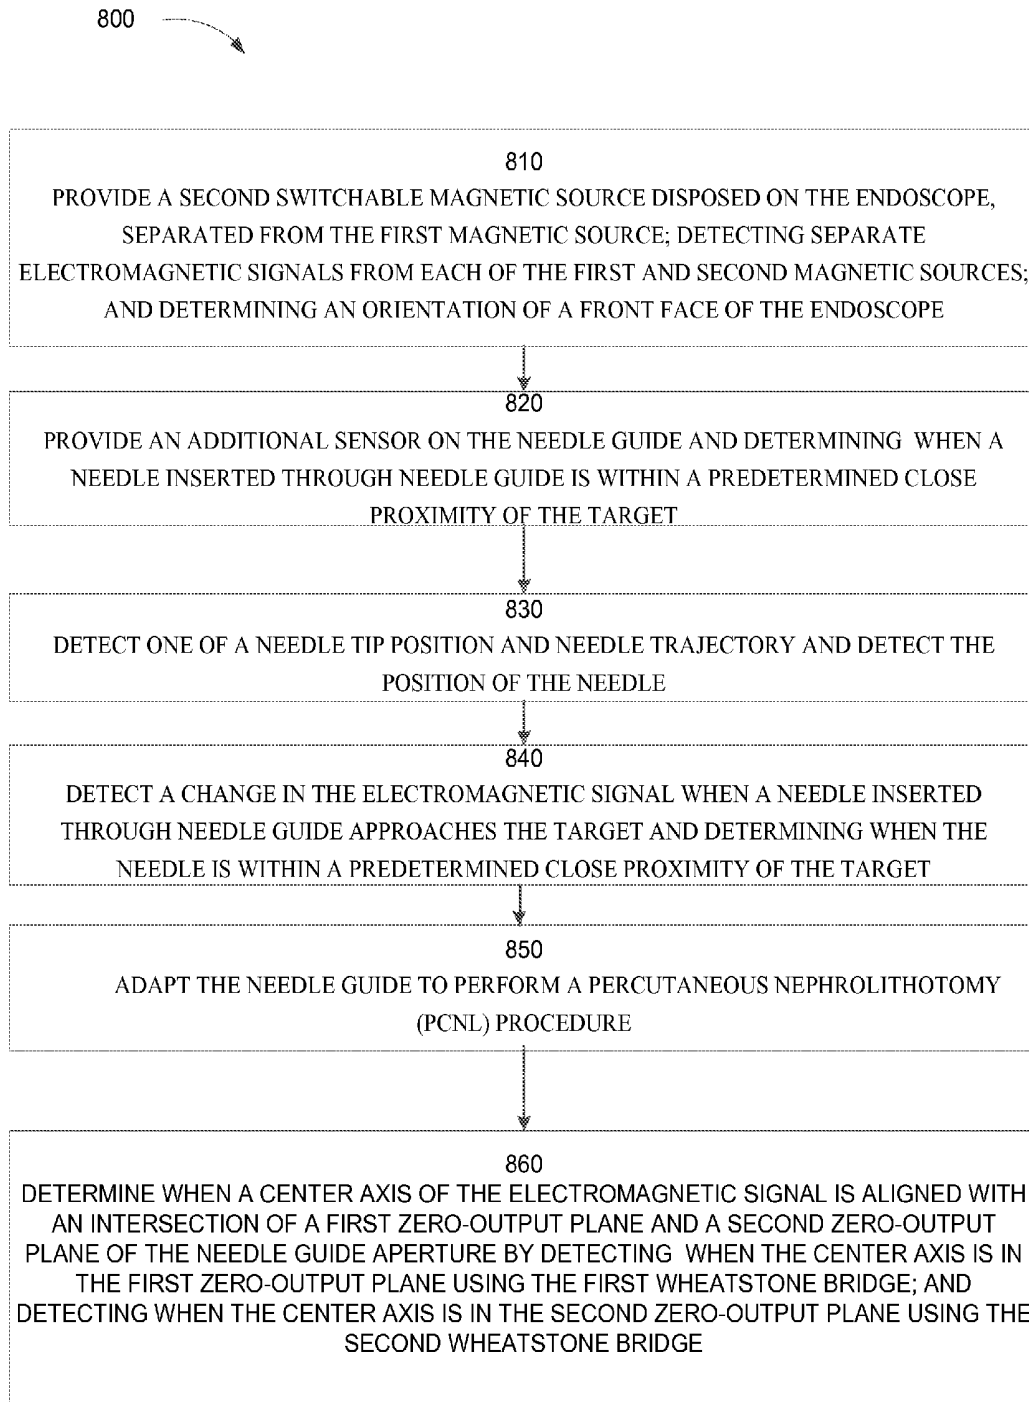 800
810
PROVIDE A SECOND SWITCHABLE MAGNETIC SOURCE DISPOSED ON THE ENDOSCOPE,
SEPARATED FROM THE FIRST MAGNETIC SOURCE; DETECTING SEPARATE
ELECTROMAGNETIC SIGNALS FROM EACH OF THE FIRST AND SECOND MAGNETIC SOURCES;
AND DETERMINING AN ORIENTATION OF A FRONT FACE OF THE ENDOSCOPE
820
PROVIDE AN ADDITIONAL SENSOR ON THE NEEDLE GUIDE AND DETERMINING WHEN A
NEEDLE INSERTED THROUGH NEEDLE GUIDE IS WITHIN A PREDETERMINED CLOSE
PROXIMITY OF THE TARGET
830
DETECT ONE OF A NEEDLE TIP POSITION AND NEEDLE TRAJECTORY AND DETECT THE
POSITION OF THE NEEDLE
840
DETECT A CHANGE IN THE ELECTROMAGNETIC SIGNAL WHEN A NEEDLE INSERTED
THROUGH NEEDLE GUIDE APPROACHES THE TARGET AND DETERMINING WHEN THE
NEEDLE IS WITHIN A PREDETERMINED CLOSE PROXIMITY OF THE TARGET
850
ADAPT THE NEEDLE GUIDE TO PERFORM A PERCUTANEOUS NEPHROLITHOTOMY
(PCNL) PROCEDURE
860
DETERMINE WHEN A CENTER AXIS OF THE ELECTROMAGNETIC SIGNAL IS ALIGNED WITH
AN INTERSECTION OF A FIRST ZERO-OUTPUT PLANE AND A SECOND ZERO-OUTPUT
PLANE OF THE NEEDLE GUIDE APERTURE BY DETECTING WHEN THE CENTER AXIS IS IN
THE FIRST ZERO-OUTPUT PLANE USING THE FIRST WHEATSTONE BRIDGE; AND
DETECTING WHEN THE CENTER AXIS IS IN THE SECOND ZERO-OUTPUT PLANE USING THE
SECOND WHEATSTONE BRIDGE